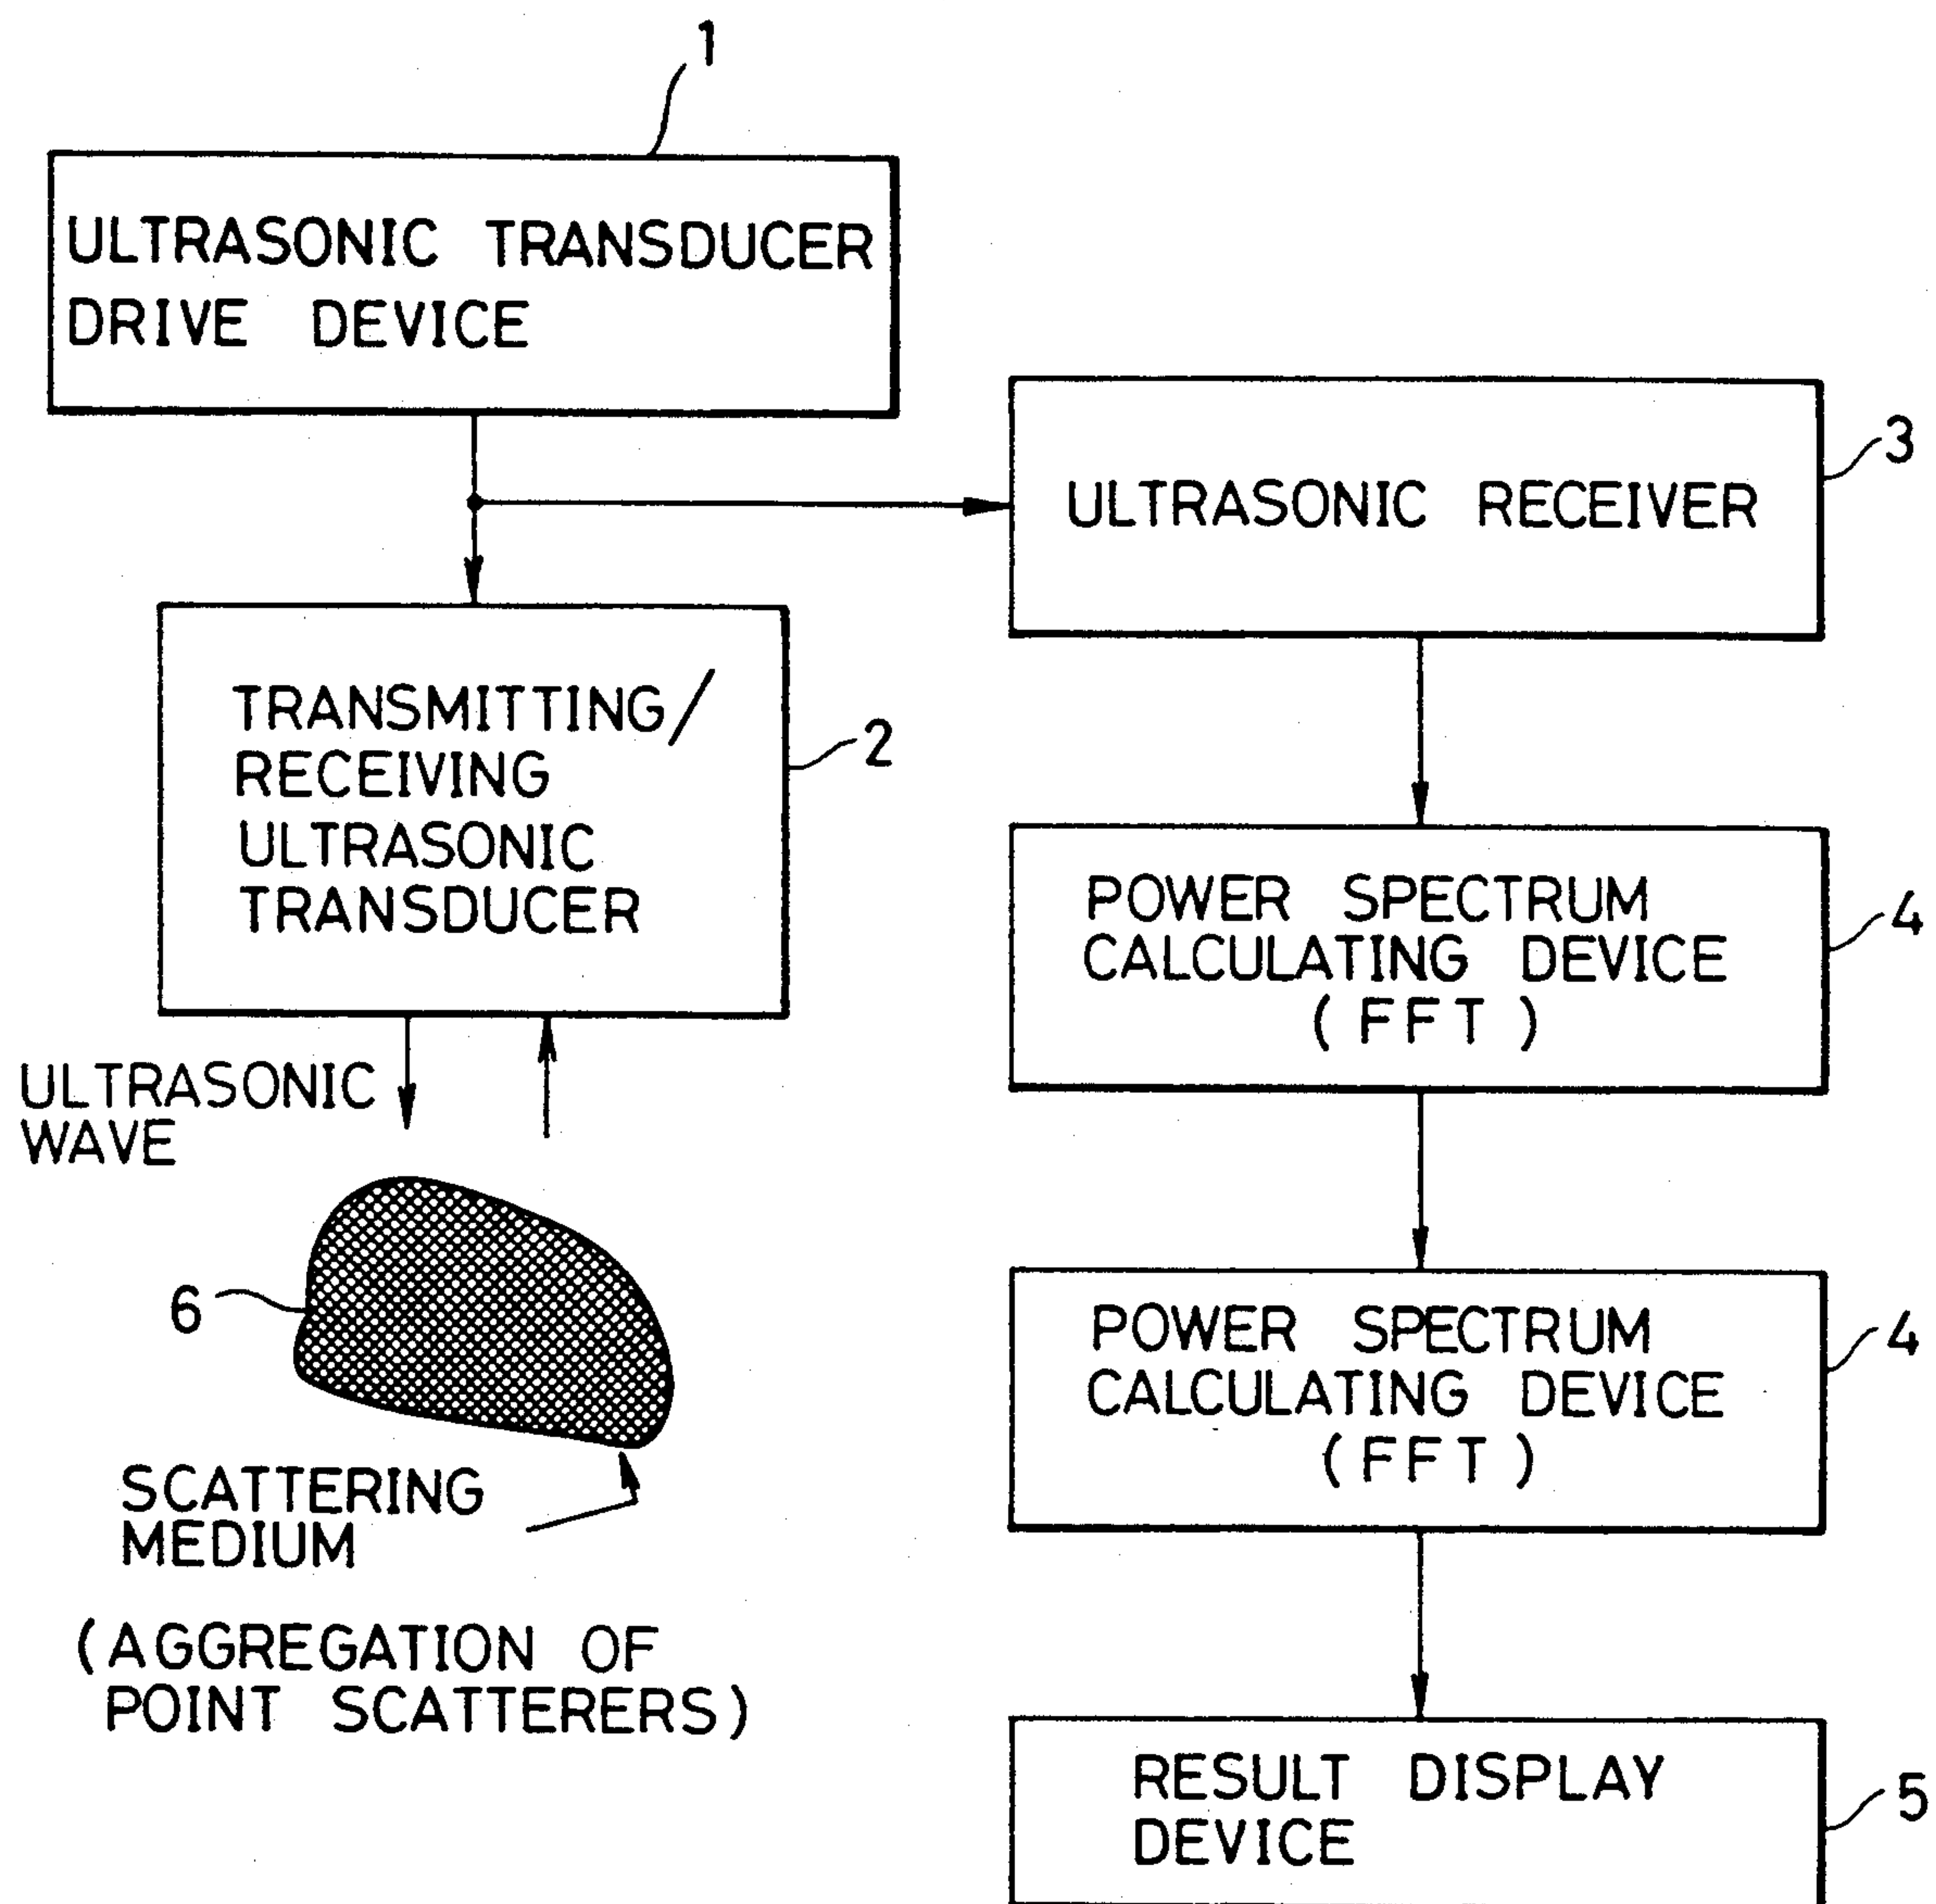 1
ULTRASONIC TRANSDUCER
DRIVE DEVICE
3
ULTRASONIC RECEIVER
TRANSMITTING/
RECEIVING
ULTRASONIC
TRANSDUCER
2
POWER SPECTRUM
CALCULATING DEVICE
(FFT)
4
ULTRASONIC
WAVE
6
POWER SPECTRUM
CALCULATING DEVICE
(FFT)
4
SCATTERING
MEDIUM
(AGGREGATION OF
POINT SCATTERERS)
RESULT DISPLAY
DEVICE
5